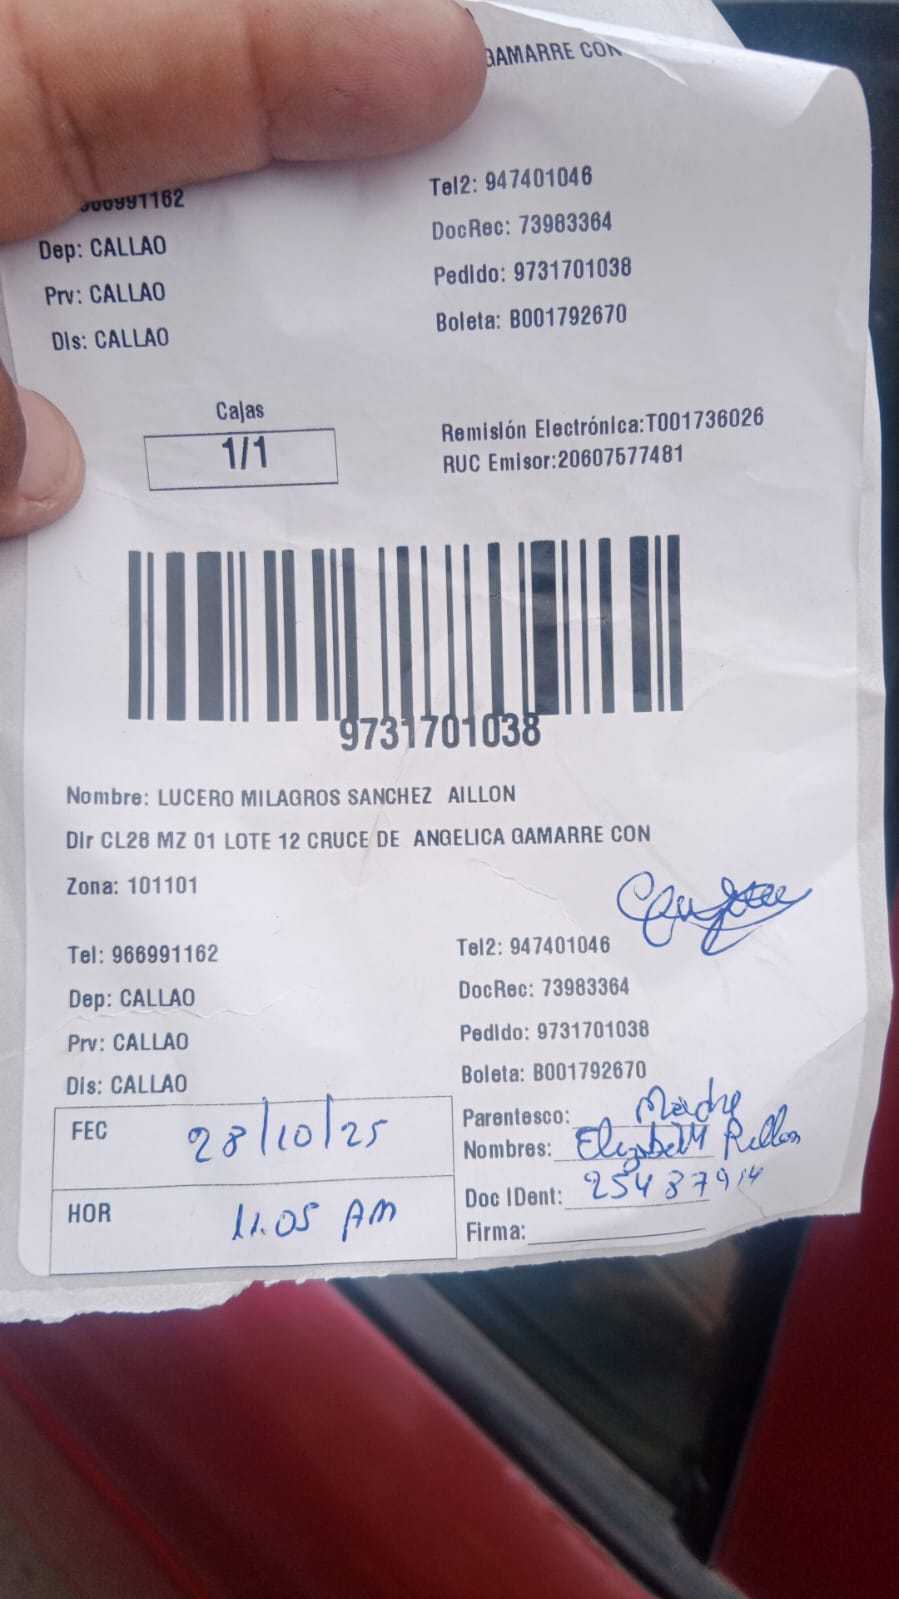 GAMARRE CON
966991162
Tel2: 947401046
Dep: CALLAO
DocRec: 73983364
Prv: CALLAO
Pedido: 9731701038
Dis: CALLAO
Boleta: B001792670
Cajas
1/1
Remisión Electrónica:T001736026
RUC Emisor:20607577481
9731701038
Nombre: LUCERO MILAGROS SANCHEZ AILLON
Dir CL28 MZ 01 LOTE 12 CRUCE DE ANGELICA GAMARRE CON
Zona: 101101
Tel: 966991162
Tel2: 947401046
Dep: CALLAO
DocRec: 73983364
Prv: CALLAO
Pedido: 9731701038
Dis: CALLAO
Boleta: B001792670
FEC 28/10/25
Parentesco: Madre
Nombres: Elizabeth
HOR 11.05 AM
Doc IDent: 25487914
Firma: